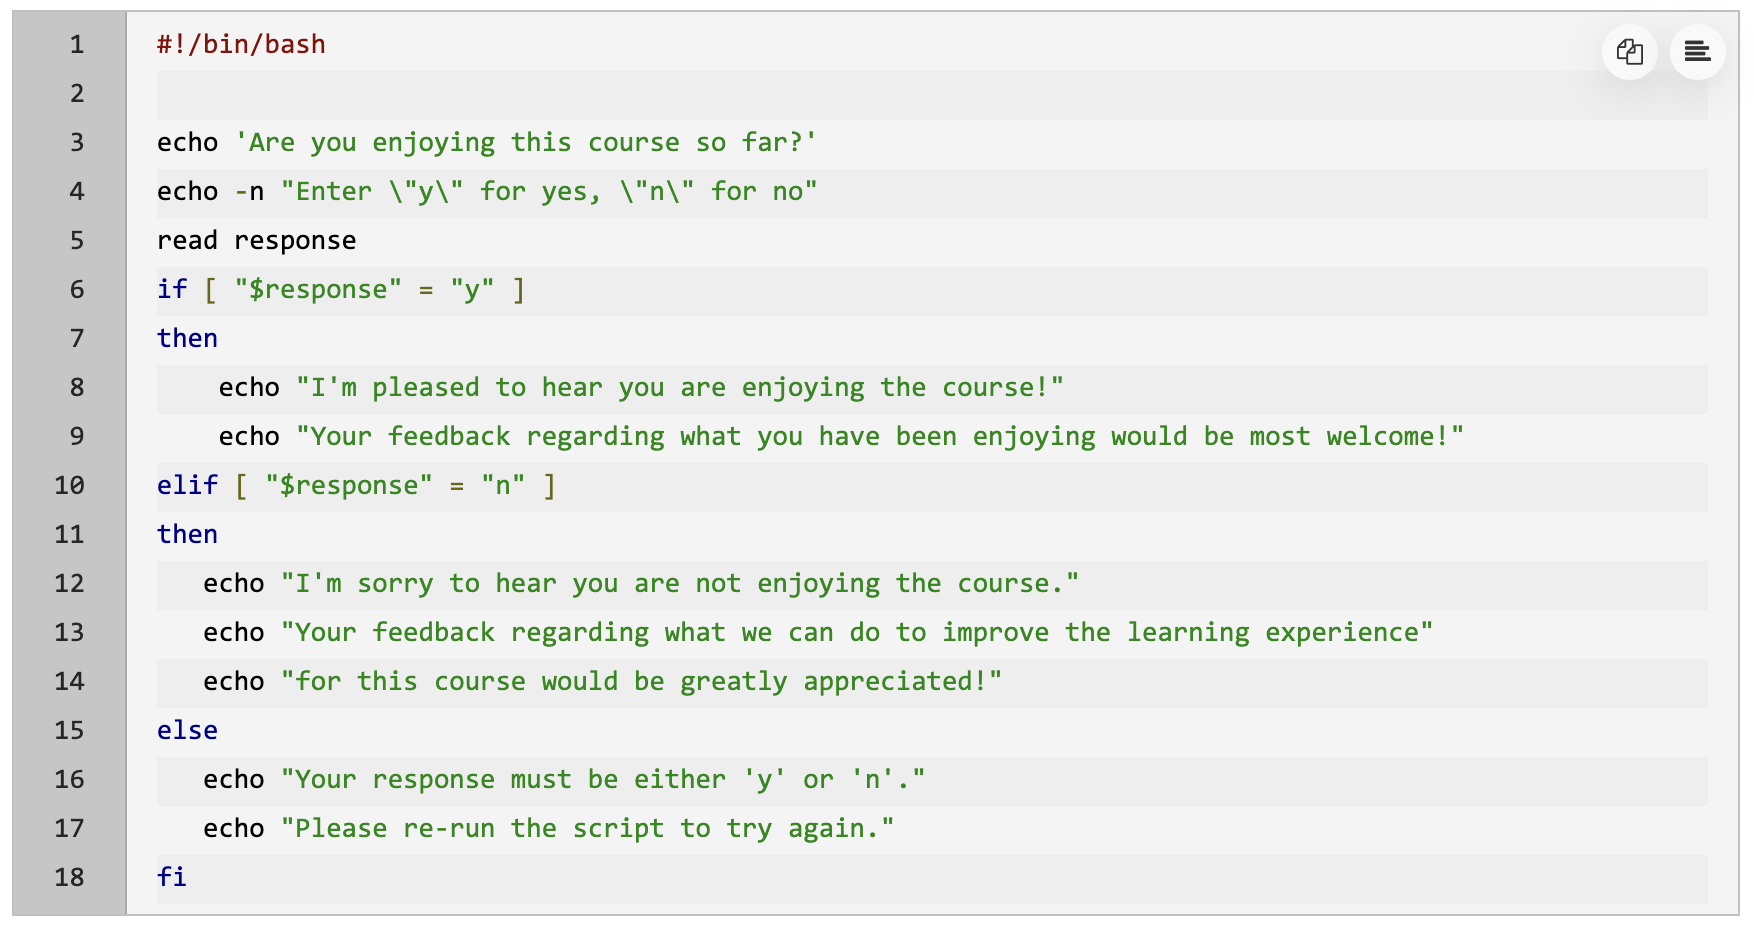 1 #!/bin/bash
2
3 echo 'Are you enjoying this course so far?'
4 echo -n "Enter \"y\" for yes, \"n\" for no"
5 read response
6 if [ "$response" = "y" ]
7 then
8     echo "I'm pleased to hear you are enjoying the course!"
9     echo "Your feedback regarding what you have been enjoying would be most welcome!"
10 elif [ "$response" = "n" ]
11 then
12    echo "I'm sorry to hear you are not enjoying the course."
13    echo "Your feedback regarding what we can do to improve the learning experience"
14    echo "for this course would be greatly appreciated!"
15 else
16    echo "Your response must be either 'y' or 'n'."
17    echo "Please re-run the script to try again."
18 fi